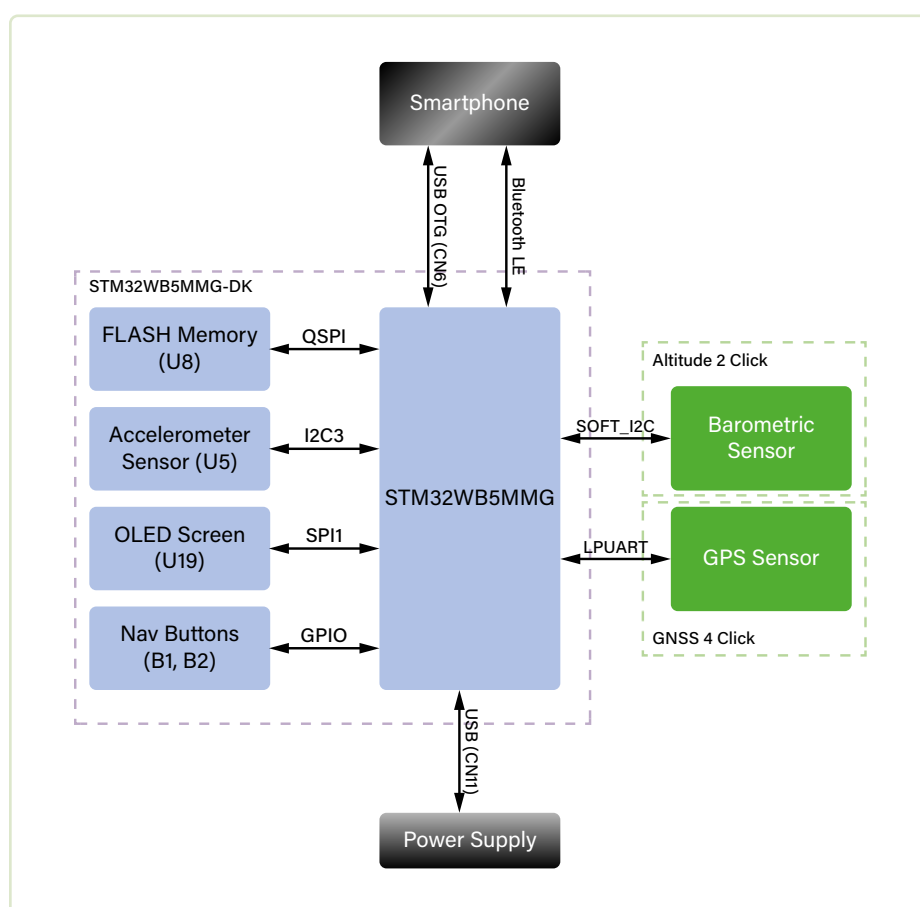 Smartphone
USB OTG (CN6)
Bluetooth LE
STM32WB5MMG-DK
FLASH Memory
(U8)
QSPI
Accelerometer
Sensor (U5)
I2C3
OLED Screen
(U19)
SPI1
Nav Buttons
(B1, B2)
GPIO
STM32WB5MMG
Altitude 2 Click
SOFT_I2C
Barometric
Sensor
LPUART
GPS Sensor
GNSS 4 Click
USB (CN11)
Power Supply